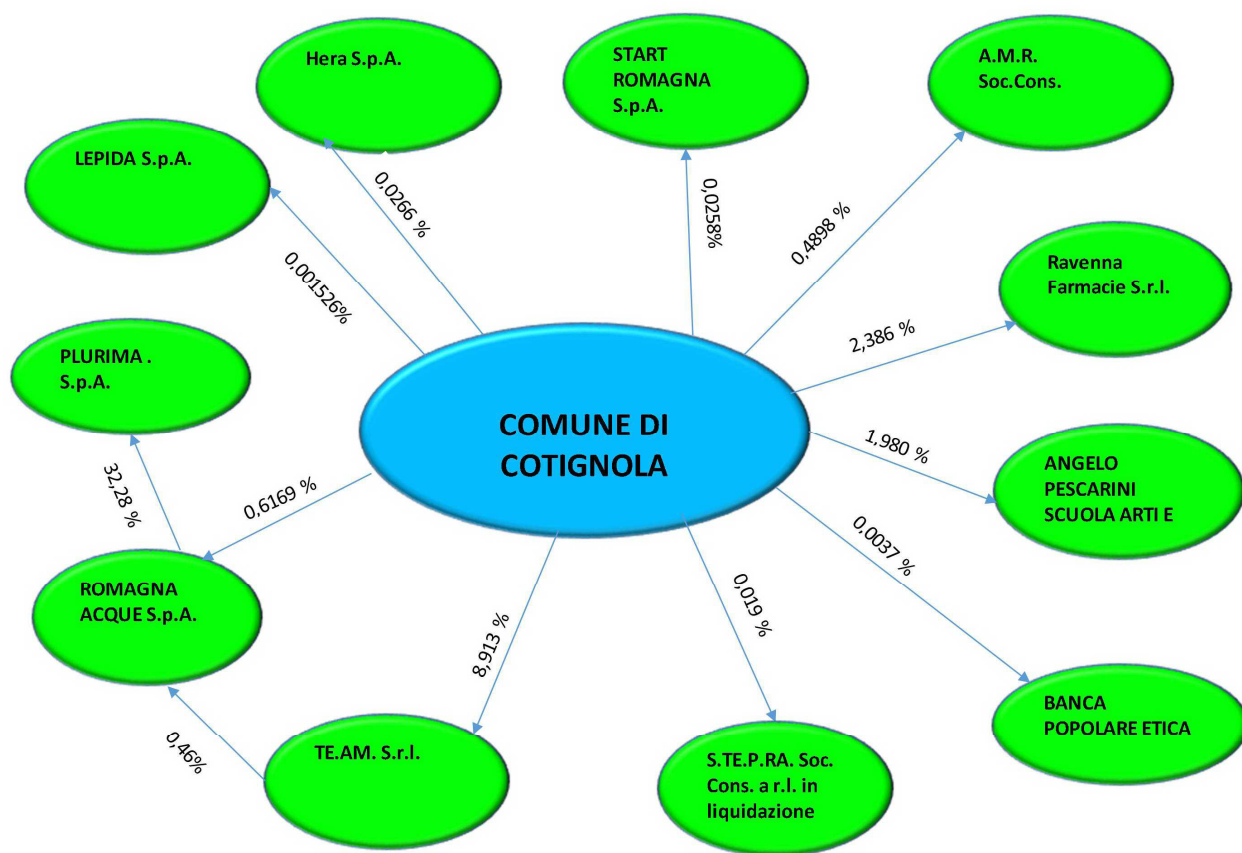 Hera S.p.A.
START
ROMAGNA
S.p.A.
A.M.R.
Soc.Cons.
LEPIDA S.p.A.
0,0266 %
0,0258%
0,4898 %
0,001526%
Ravenna
Farmacie S.r.l.
2,386 %
PLURIMA .
S.p.A.
COMUNE DI
COTIGNOLA
1,980 %
ANGELO
PESCARINI
SCUOLA ARTI E
32,28 %
0,6169 %
0,0037 %
ROMAGNA
ACQUE S.p.A.
8,913 %
0,019 %
BANCA
POPOLARE ETICA
0,46%
TE.AM. S.r.l.
S.TE.P.RA. Soc.
Cons. a r.l. in
liquidazione